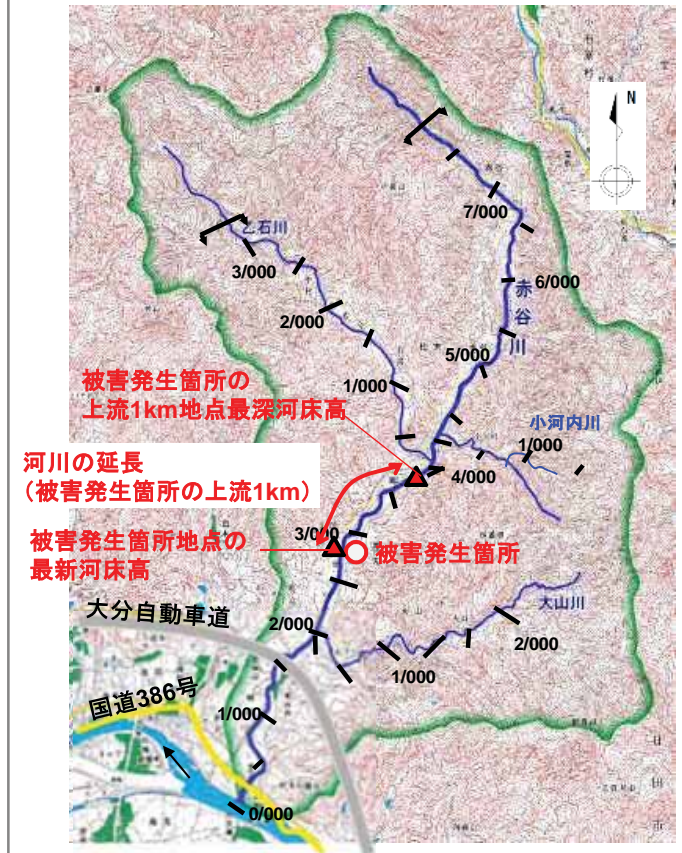 N
乙石川
7/000
3/000
6/000
赤谷川
2/000
5/000
被害発生箇所の
上流1km地点最深河床高
1/000
小河内川
1/000
河川の延長
(被害発生箇所の上流1km)
4/000
3/000
被害発生箇所地点の
最新河床高
被害発生箇所
大山川
大分自動車道
2/000
2/000
1/000
国道386号
1/000
0/000
日田市